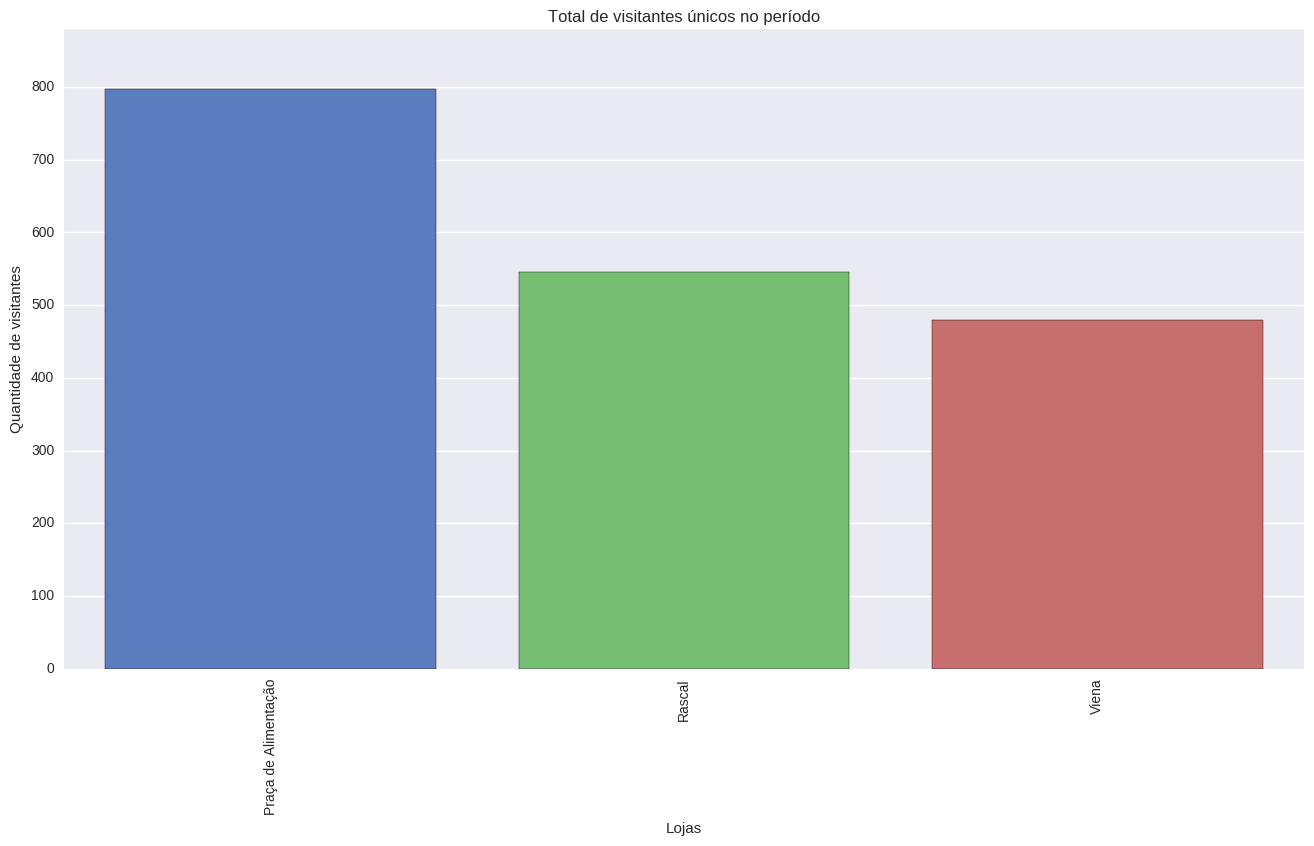 Total de visitantes únicos no período
Quantidade de visitantes
800
700
600
500
400
300
200
100
0
Praça de Alimentação
Rascal
Viena
Lojas